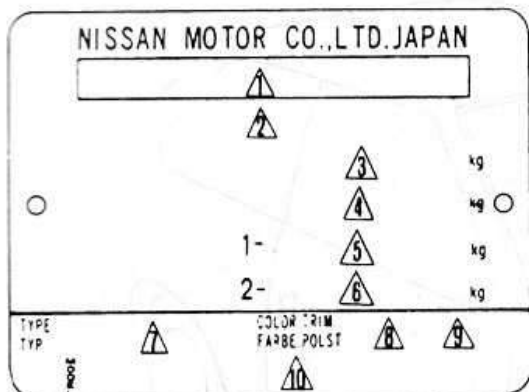 NISSAN MOTOR CO.,LTD.JAPAN
1
2
3 kg
4 kg
1- 5 kg
2- 6 kg
TYPE COLOR TRIM
TYP 7 FARBE POLST 8 9
10